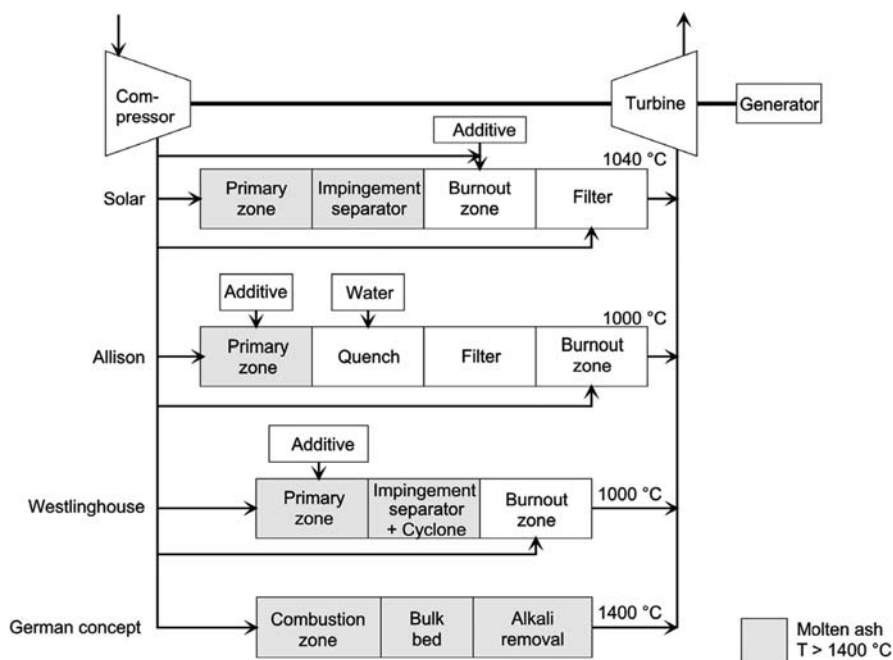 Com-
pressor
Turbine
Generator
Additive
1040 °C
Solar
Primary
zone
Impingement
separator
Burnout
zone
Filter
Additive
Water
1000 °C
Allison
Primary
zone
Quench
Filter
Burnout
zone
Additive
Westlinghouse
Primary
zone
Impingement
separator
+ Cyclone
Burnout
zone
1000 °C
German concept
Combustion
zone
Bulk
bed
Alkali
removal
1400 °C
Molten ash
T > 1400 °C